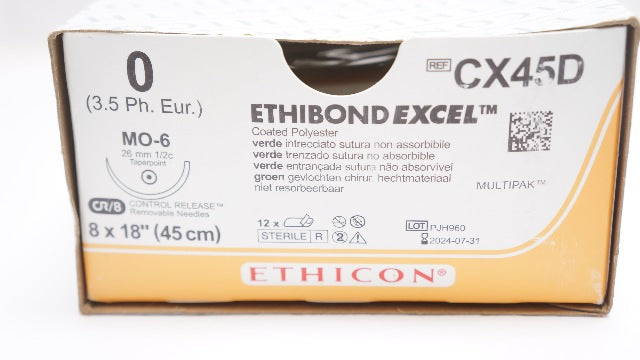 0
(3.5 Ph. Eur.)
MO-6
26 mm 1/2c
Taperpoint
CR/8 CONTROL RELEASE™
Removable Needles
8 x 18" (45 cm)
REF CX45D
ETHIBOND EXCEL™
Coated Polyester
verde intrecciato sutura non assorbibile
verde trenzado sutura no absorbible
verde entrançada sutura não absorvível
groen gevlochten chirur. hechtmateriaal
niet resorbeerbaar
MULTIPAK™
12 x
STERILE R 2
LOT PJH960
2024-07-31
ETHICON®